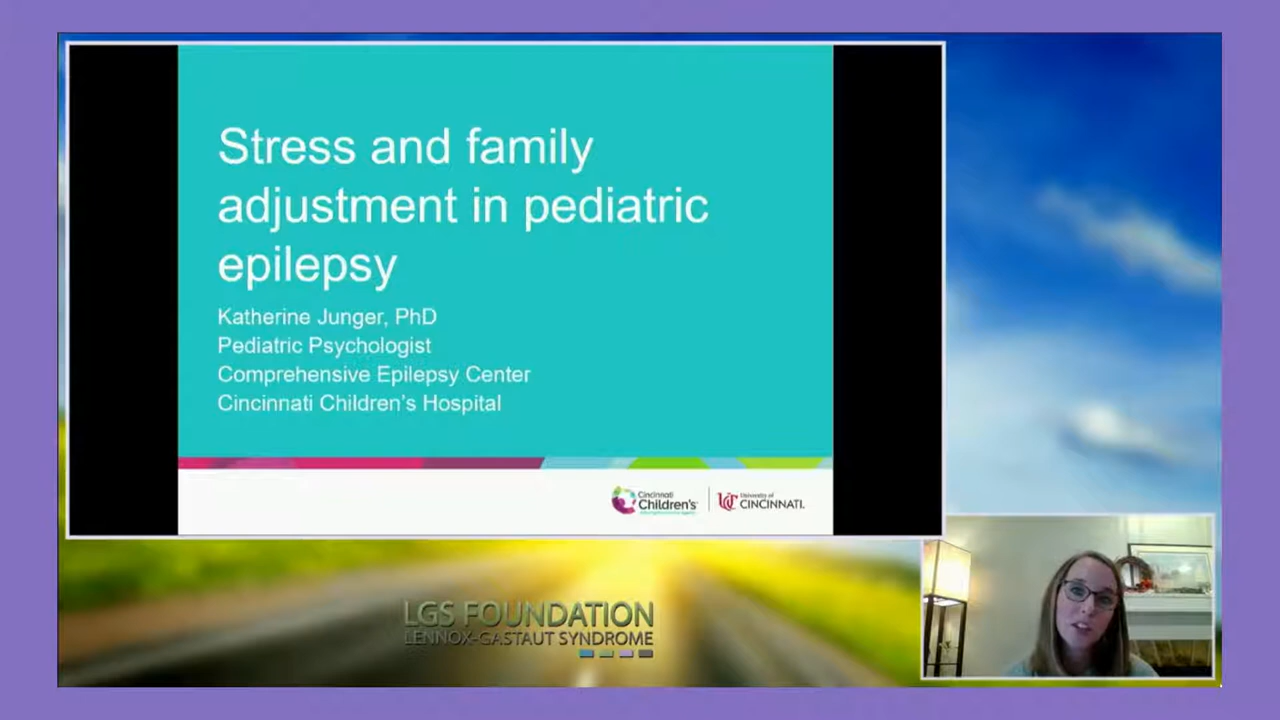 Stress and family
adjustment in pediatric
epilepsy
Katherine Junger, PhD
Pediatric Psychologist
Comprehensive Epilepsy Center
Cincinnati Children's Hospital
Cincinnati
Children's
University of
CINCINNATI
LGS FOUNDATION
LENNOX-GASTAUT SYNDROME